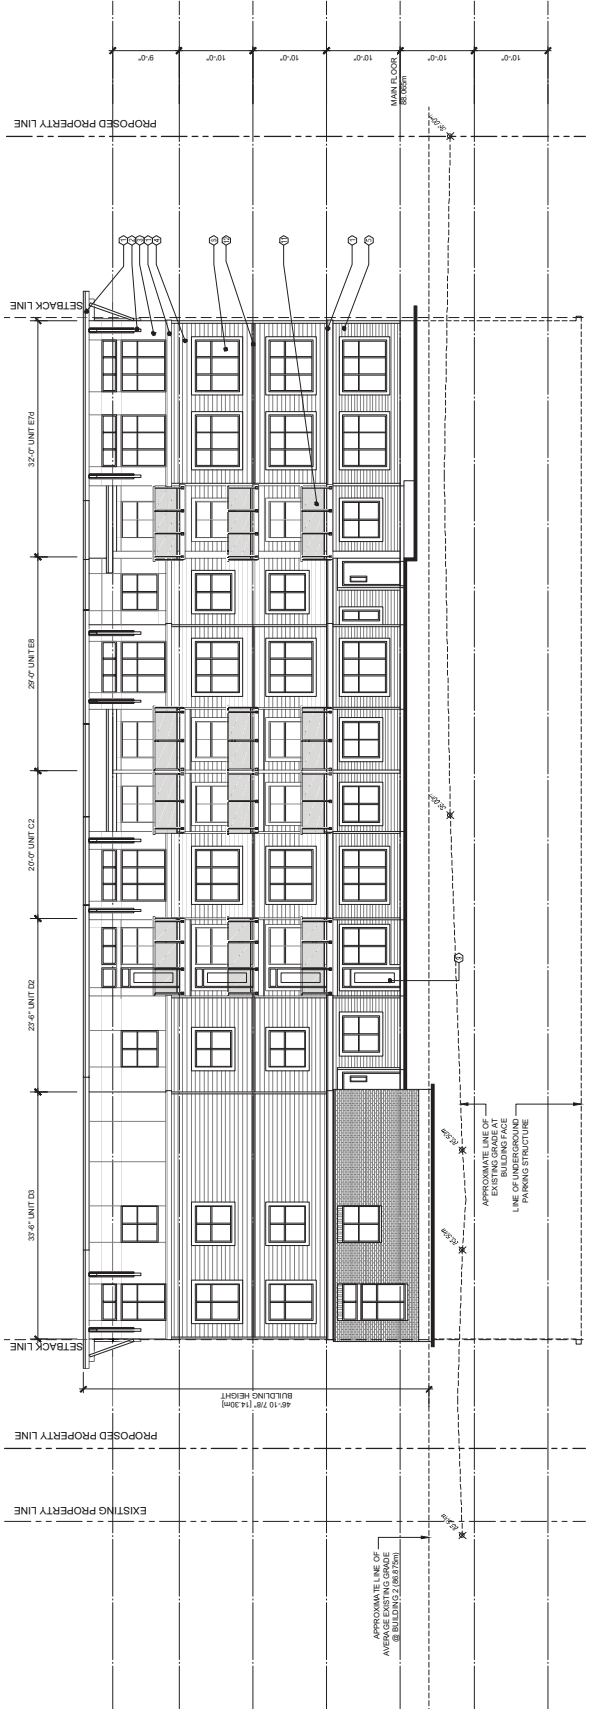 PROPOSED PROPERTY LINE
9'-0"
10'-0"
10'-0"
10'-0"
10'-0"
10'-0"
MAIN FLOOR
88.065m
SETBACK LINE
32'-0" UNIT E7d
29'-0" UNIT E8
20'-0" UNIT C2
23'-6" UNIT D2
33'-6" UNIT D3
11
APPROXIMATE LINE OF
EXISTING GRADE AT
BUILDING FACE
LINE OF UNDERGROUND
PARKING STRUCTURE
SETBACK LINE
46'-10 7/8" [14.30m]
BUILDING HEIGHT
PROPOSED PROPERTY LINE
EXISTING PROPERTY LINE
APPROXIMATE LINE OF
AVERAGE EXISTING GRADE
@ BUILDING 2 (86.875m)